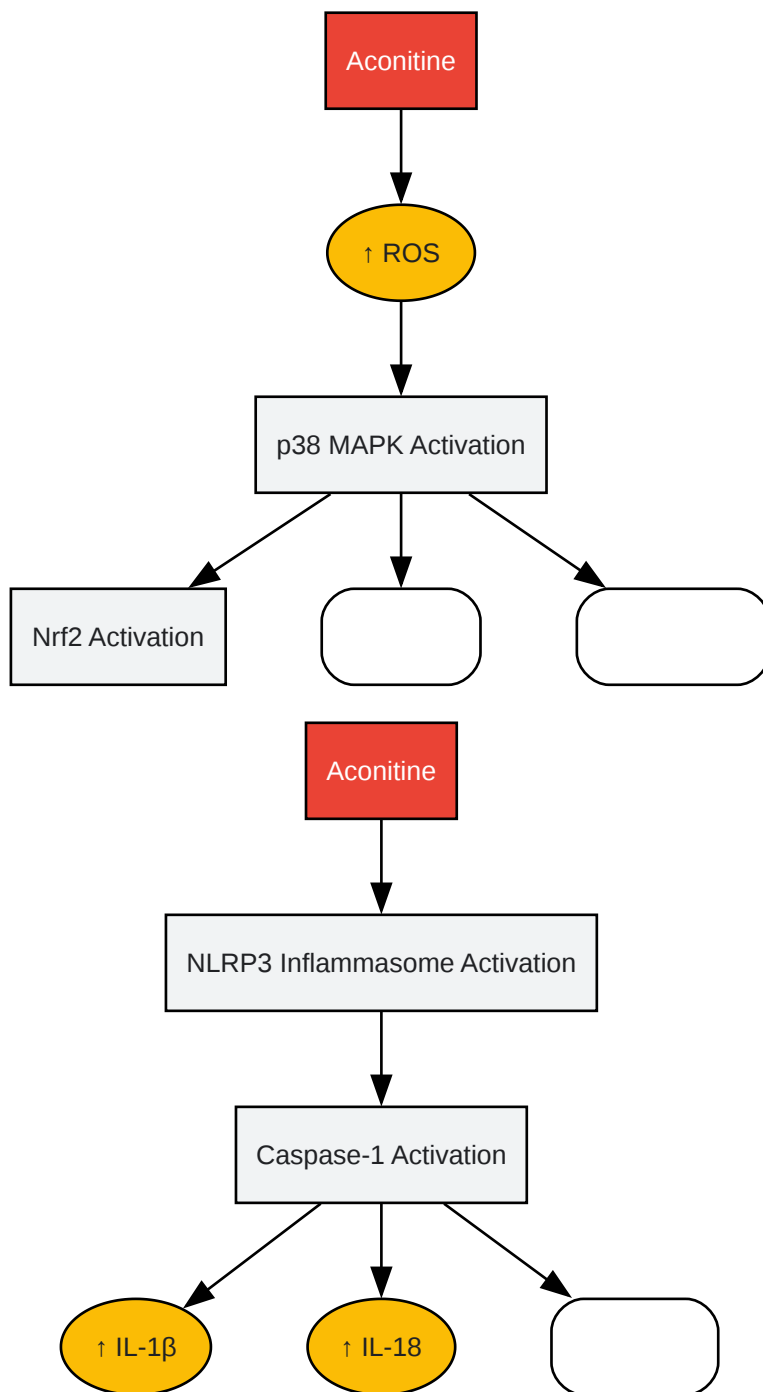 Aconitine
↑ ROS
p38 MAPK Activation
Nrf2 Activation
Aconitine
NLRP3 Inflammasome Activation
Caspase-1 Activation
↑ IL-1β
↑ IL-18